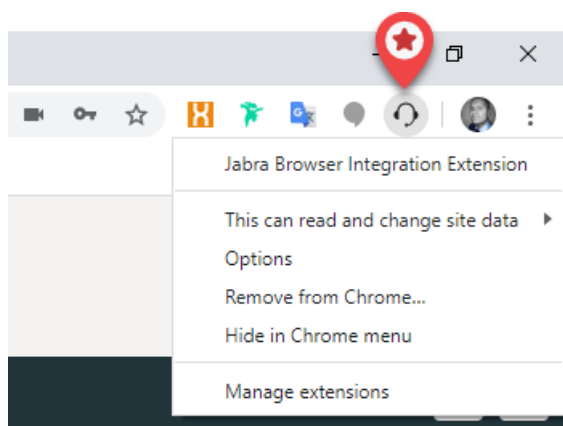 Jabra Browser Integration Extension
This can read and change site data
Options
Remove from Chrome...
Hide in Chrome menu
Manage extensions